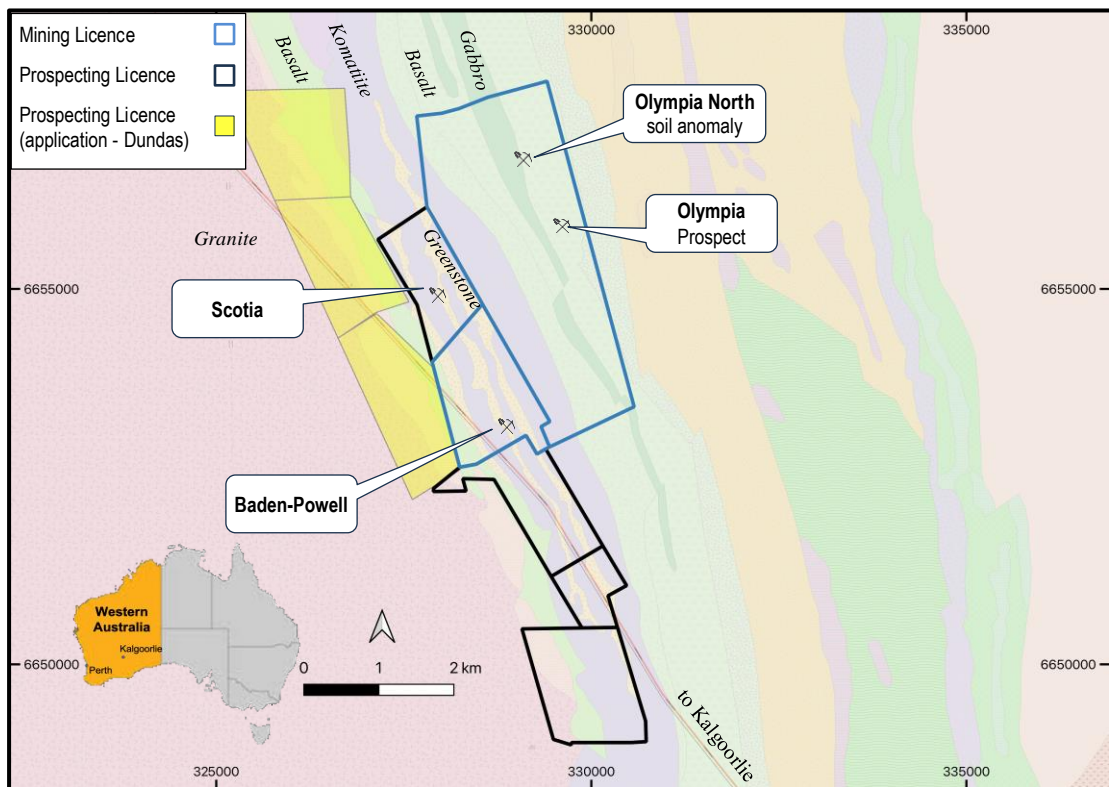 Mining Licence
Prospecting Licence
Prospecting Licence
(application - Dundas)
330000
335000
Basalt
Komatiite
Basalt
Gabbro
Olympia North
soil anomaly
Olympia
Prospect
Granite
Greenstone
6655000
6655000
Scotia
Baden-Powell
Western
Australia
Kalgoorlie
Perth
0
1
2 km
6650000
6650000
to Kalgoorlie
325000
330000
335000